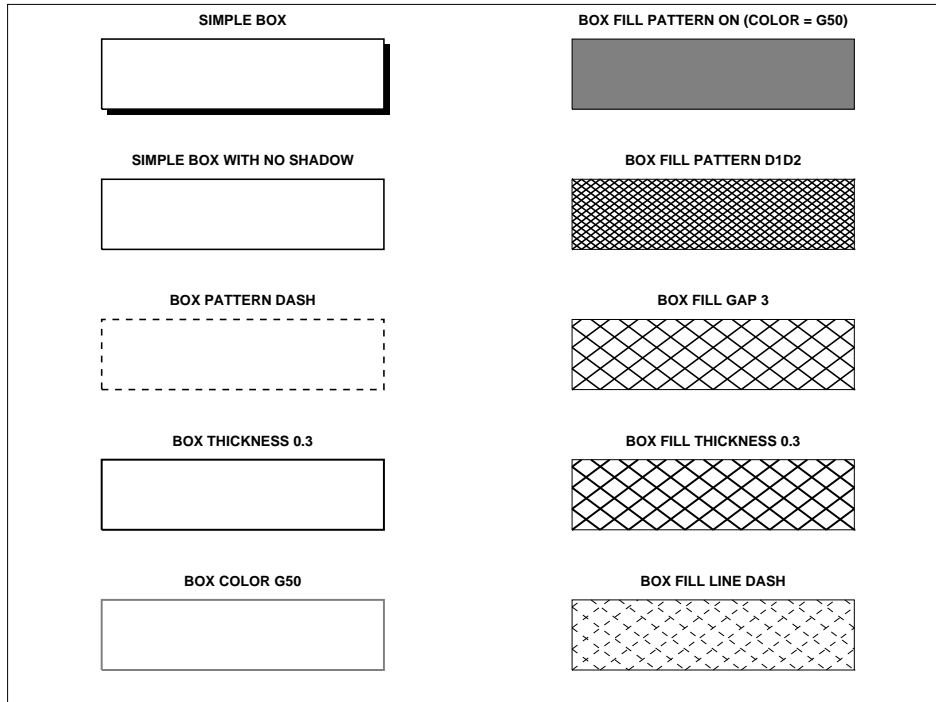 SIMPLE BOX
BOX FILL PATTERN ON (COLOR = G50)
SIMPLE BOX WITH NO SHADOW
BOX FILL PATTERN D1D2
BOX PATTERN DASH
BOX FILL GAP 3
BOX THICKNESS 0.3
BOX FILL THICKNESS 0.3
BOX COLOR G50
BOX FILL LINE DASH